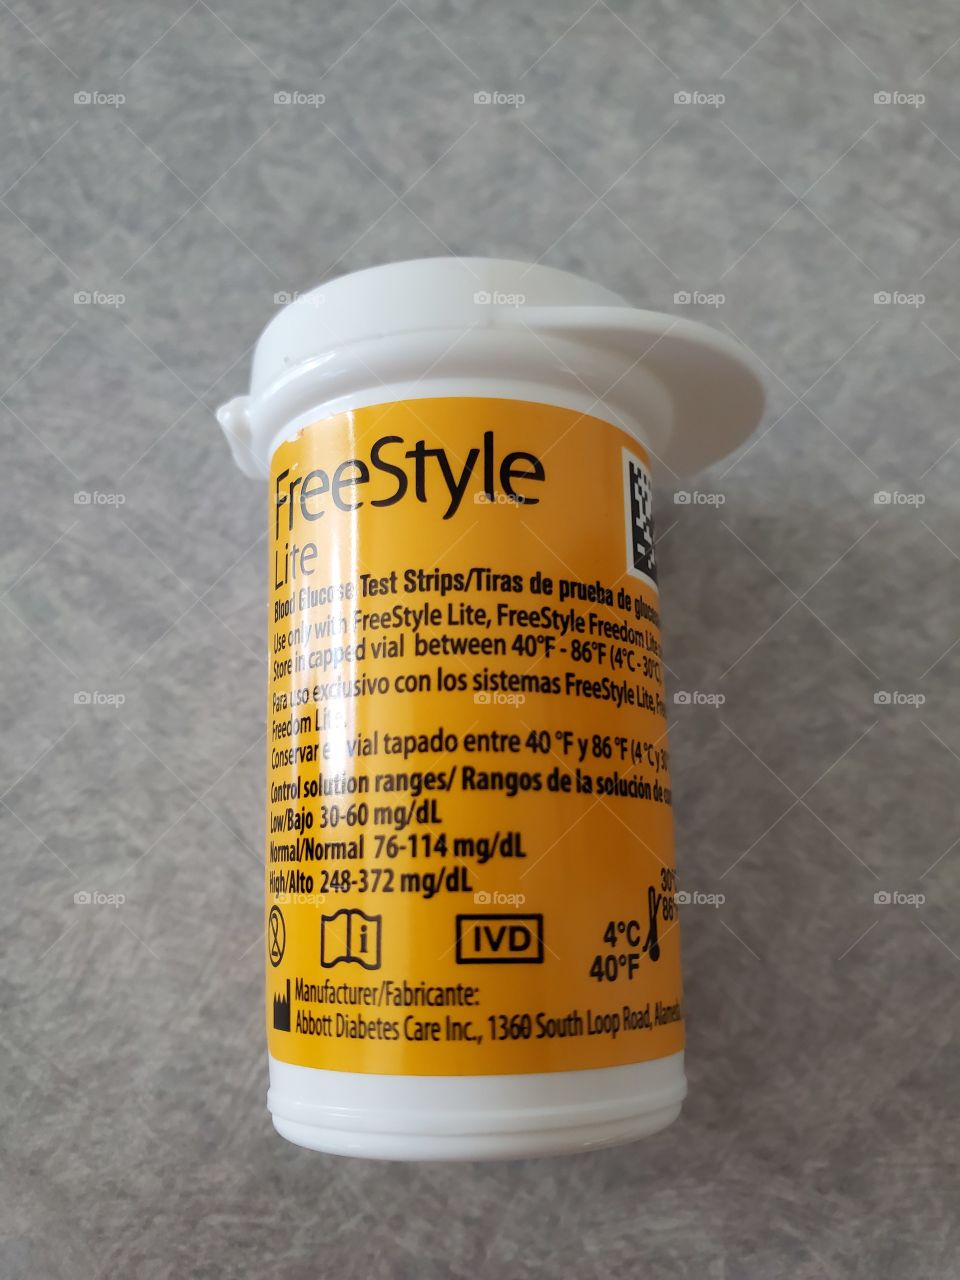 FreeStyle
Lite
Blood Glucose Test Strips/Tiras de prueba de
Use only with FreeStyle Lite, FreeStyle Freedom Lite
Store in capped vial between 40°F - 86°F (4°C - 30°C)
Para uso exclusivo con los sistemas FreeStyle Lite,
Freedom Lite.
Conservar en vial tapado entre 40 °F y 86 °F (4 °C y
Control solution ranges/ Rangos de la solución de
Low/Bajo 30-60 mg/dL
Normal/Normal 76-114 mg/dL
High/Alto 248-372 mg/dL
2
i
IVD
4°C
40°F
Manufacturer/Fabricante:
Abbott Diabetes Care Inc., 1360 South Loop Road,
foap